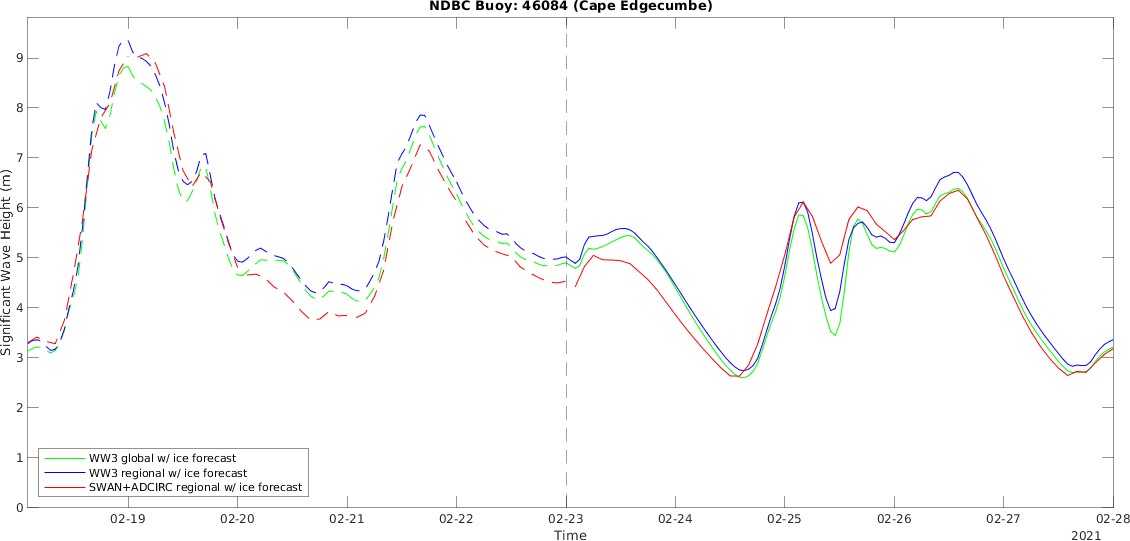 NDBC Buoy: 46084 (Cape Edgecumbe)
Significant Wave Height (m)
9
8
7
6
5
4
3
2
1
0
WW3 global w/ ice forecast
WW3 regional w/ ice forecast
SWAN+ADCIRC regional w/ ice forecast
02-19 02-20 02-21 02-22 02-23 02-24 02-25 02-26 02-27 02-28
Time
2021